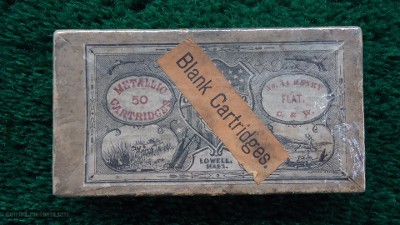 METALLIC
50
CARTRIDGES
Blank Cartridges.
FLAT.
LOWELL,
MASS.